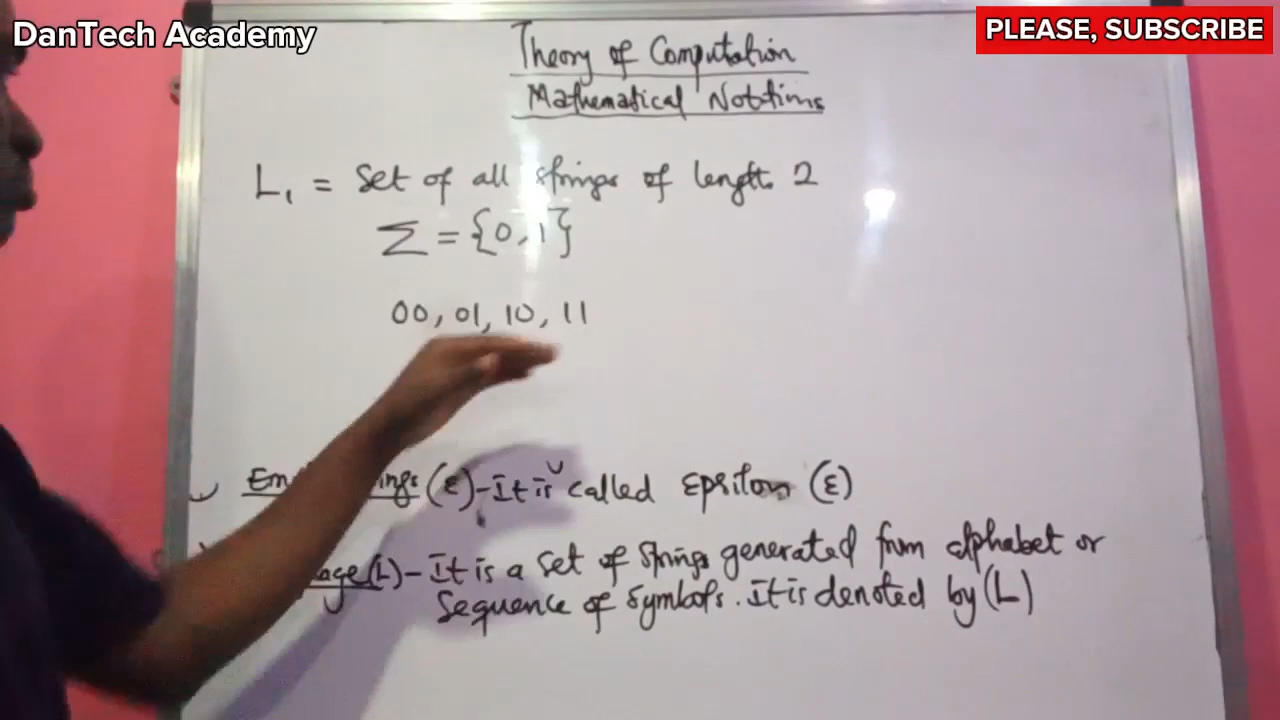 DanTech Academy
PLEASE, SUBSCRIBE
Theory of Computation
Mathematical Notations
L₁ = Set of all strings of length 2
Σ = {0,1}
00, 01, 10, 11
(ε) - It is called Epsilon (ε)
(L) - It is a set of strings generated from alphabet or
sequence of symbols. It is denoted by (L)